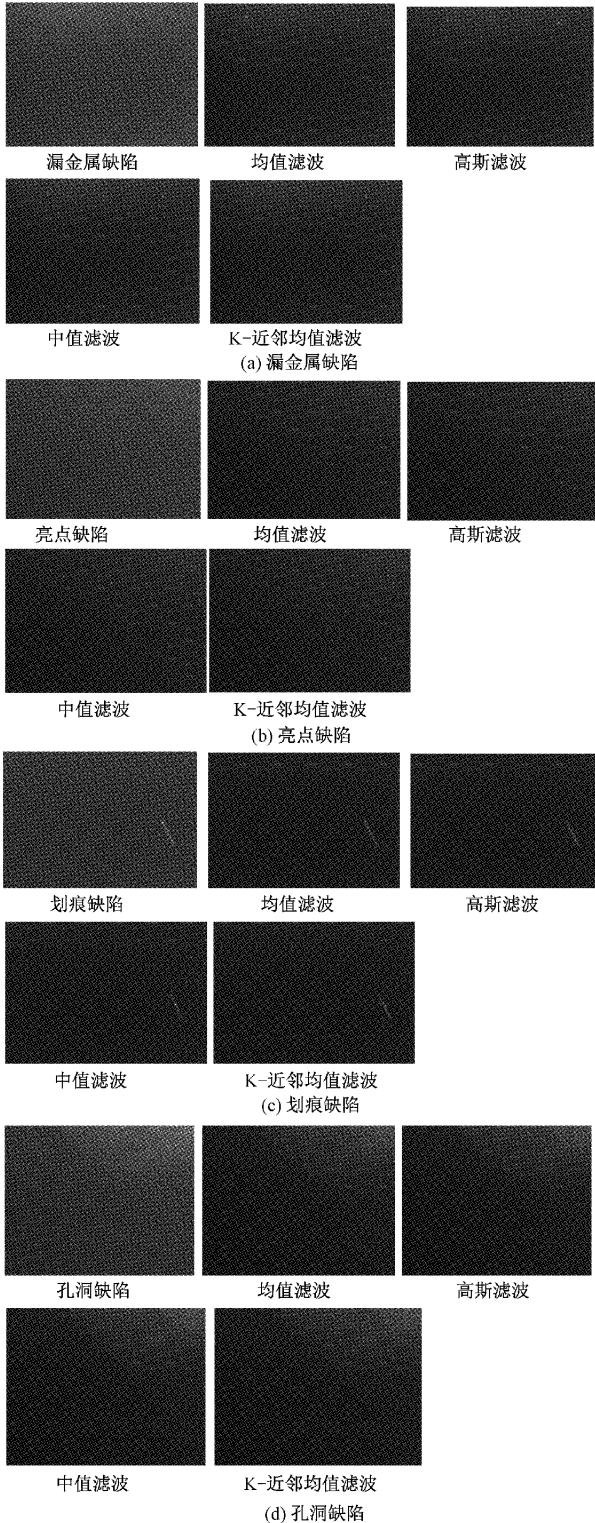 漏金属缺陷 均值滤波 高斯滤波
中值滤波 K-近邻均值滤波
(a) 漏金属缺陷
亮点缺陷 均值滤波 高斯滤波
中值滤波 K-近邻均值滤波
(b) 亮点缺陷
划痕缺陷 均值滤波 高斯滤波
中值滤波 K-近邻均值滤波
(c) 划痕缺陷
孔洞缺陷 均值滤波 高斯滤波
中值滤波 K-近邻均值滤波
(d) 孔洞缺陷